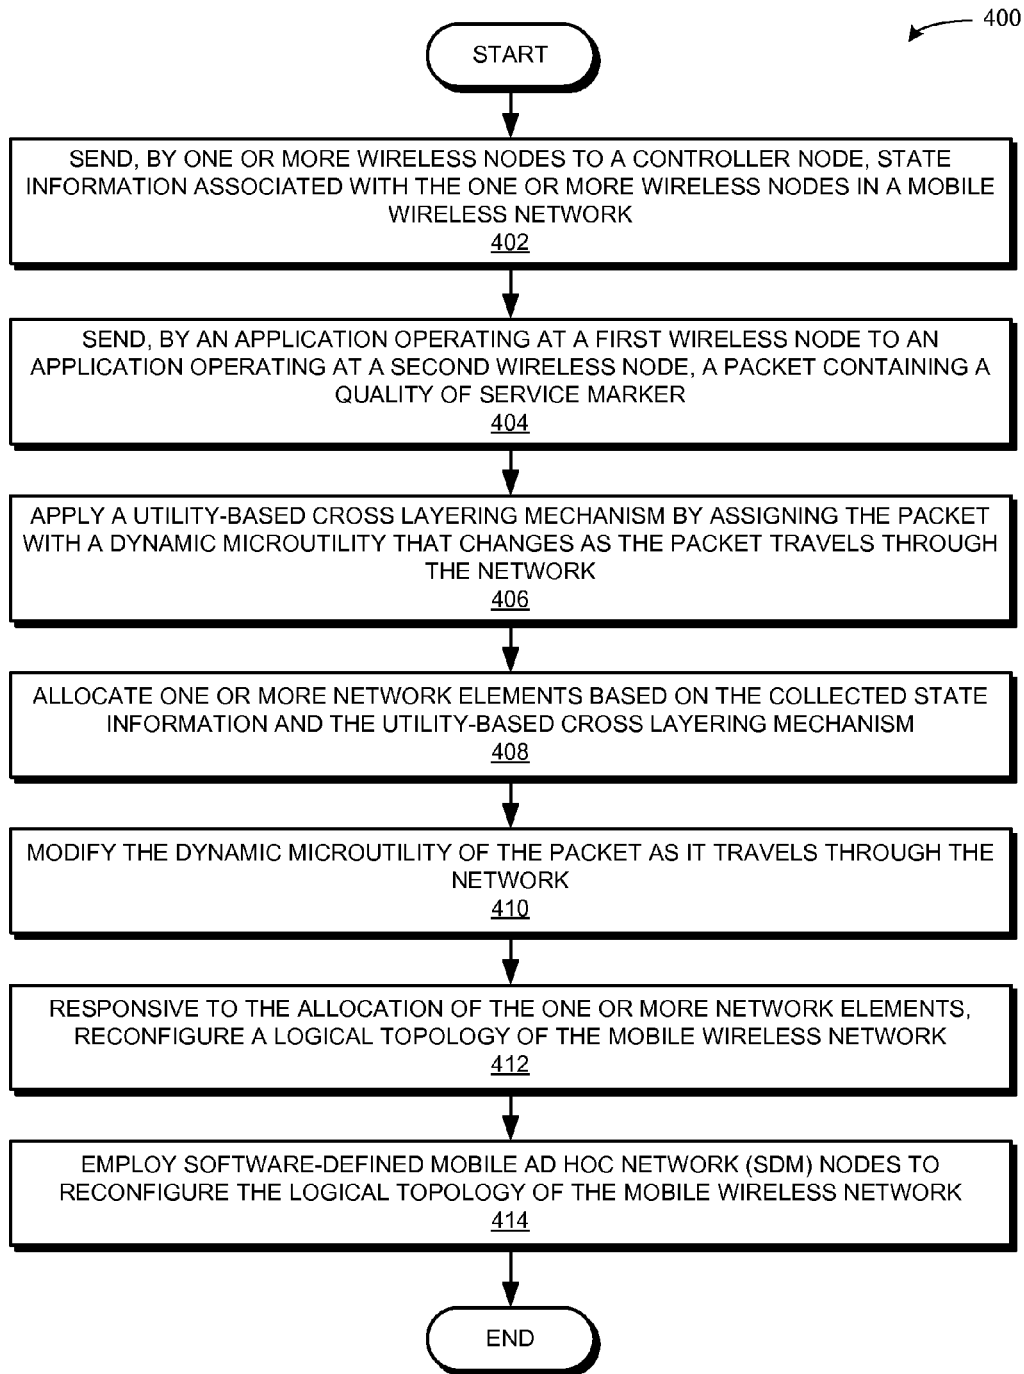 400
START
SEND, BY ONE OR MORE WIRELESS NODES TO A CONTROLLER NODE, STATE
INFORMATION ASSOCIATED WITH THE ONE OR MORE WIRELESS NODES IN A MOBILE
WIRELESS NETWORK
402
SEND, BY AN APPLICATION OPERATING AT A FIRST WIRELESS NODE TO AN
APPLICATION OPERATING AT A SECOND WIRELESS NODE, A PACKET CONTAINING A
QUALITY OF SERVICE MARKER
404
APPLY A UTILITY-BASED CROSS LAYERING MECHANISM BY ASSIGNING THE PACKET
WITH A DYNAMIC MICROUTILITY THAT CHANGES AS THE PACKET TRAVELS THROUGH
THE NETWORK
406
ALLOCATE ONE OR MORE NETWORK ELEMENTS BASED ON THE COLLECTED STATE
INFORMATION AND THE UTILITY-BASED CROSS LAYERING MECHANISM
408
MODIFY THE DYNAMIC MICROUTILITY OF THE PACKET AS IT TRAVELS THROUGH THE
NETWORK
410
RESPONSIVE TO THE ALLOCATION OF THE ONE OR MORE NETWORK ELEMENTS,
RECONFIGURE A LOGICAL TOPOLOGY OF THE MOBILE WIRELESS NETWORK
412
EMPLOY SOFTWARE-DEFINED MOBILE AD HOC NETWORK (SDM) NODES TO
RECONFIGURE THE LOGICAL TOPOLOGY OF THE MOBILE WIRELESS NETWORK
414
END